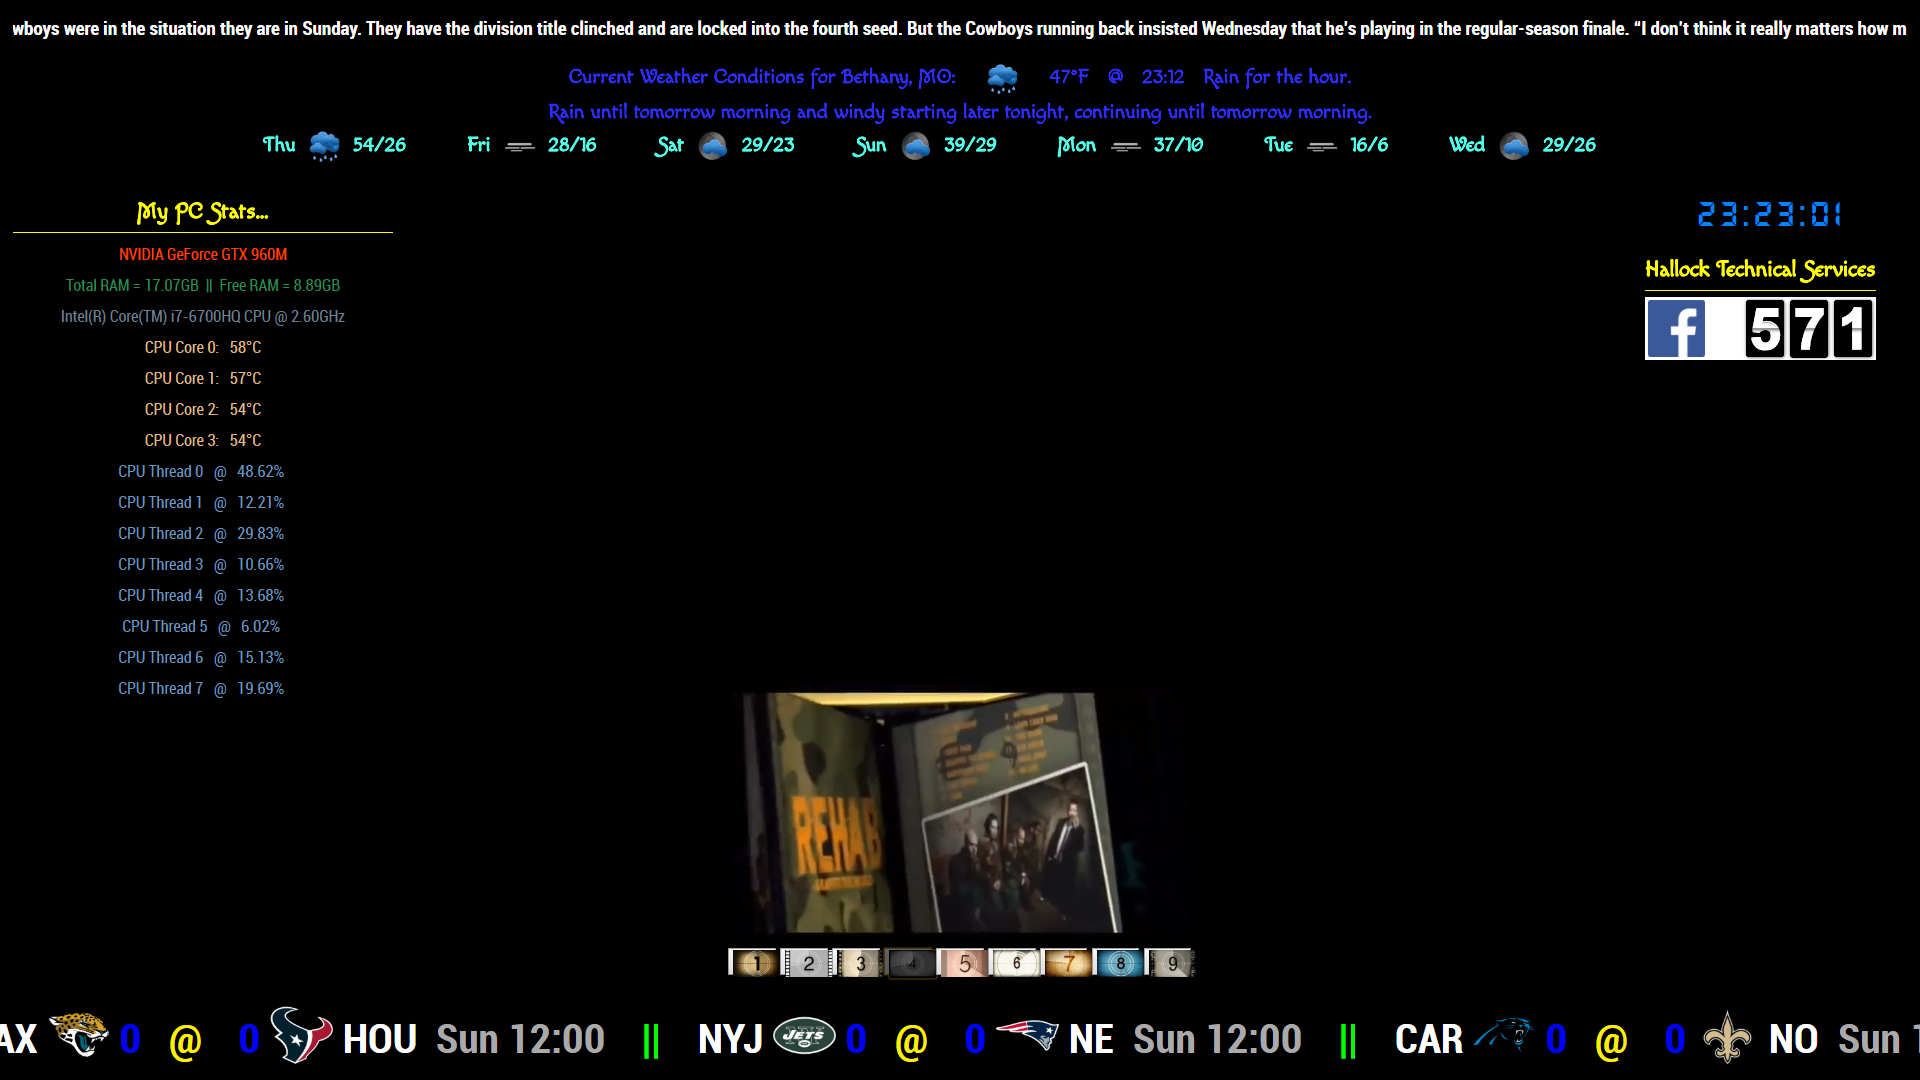 wboys were in the situation they are in Sunday. They have the division title clinched and are locked into the fourth seed. But the Cowboys running back insisted Wednesday that he's playing in the regular-season finale. “I don't think it really matters how m
Current Weather Conditions for Bethany, MO: 47°F @ 23:12 Rain for the hour.
Rain until tomorrow morning and windy starting later tonight, continuing until tomorrow morning.
Thu 54/26 Fri 28/16 Sat 29/23 Sun 39/29 Mon 37/10 Tue 16/6 Wed 29/26
My PC Stats...
NVIDIA GeForce GTX 960M
Total RAM = 17.07GB || Free RAM = 8.89GB
Intel(R) Core(TM) i7-6700HQ CPU @ 2.60GHz
CPU Core 0: 58°C
CPU Core 1: 57°C
CPU Core 2: 54°C
CPU Core 3: 54°C
CPU Thread 0 @ 48.62%
CPU Thread 1 @ 12.21%
CPU Thread 2 @ 29.83%
CPU Thread 3 @ 10.66%
CPU Thread 4 @ 13.68%
CPU Thread 5 @ 6.02%
CPU Thread 6 @ 15.13%
CPU Thread 7 @ 19.69%
23:23:01
Hallock Technical Services
f 571
REHAB
1 2 3 4 5 6 7 8 9
AX 0 @ 0 HOU Sun 12:00 || NYJ JETS 0 @ 0 NE Sun 12:00 || CAR 0 @ 0 NO Sun 1